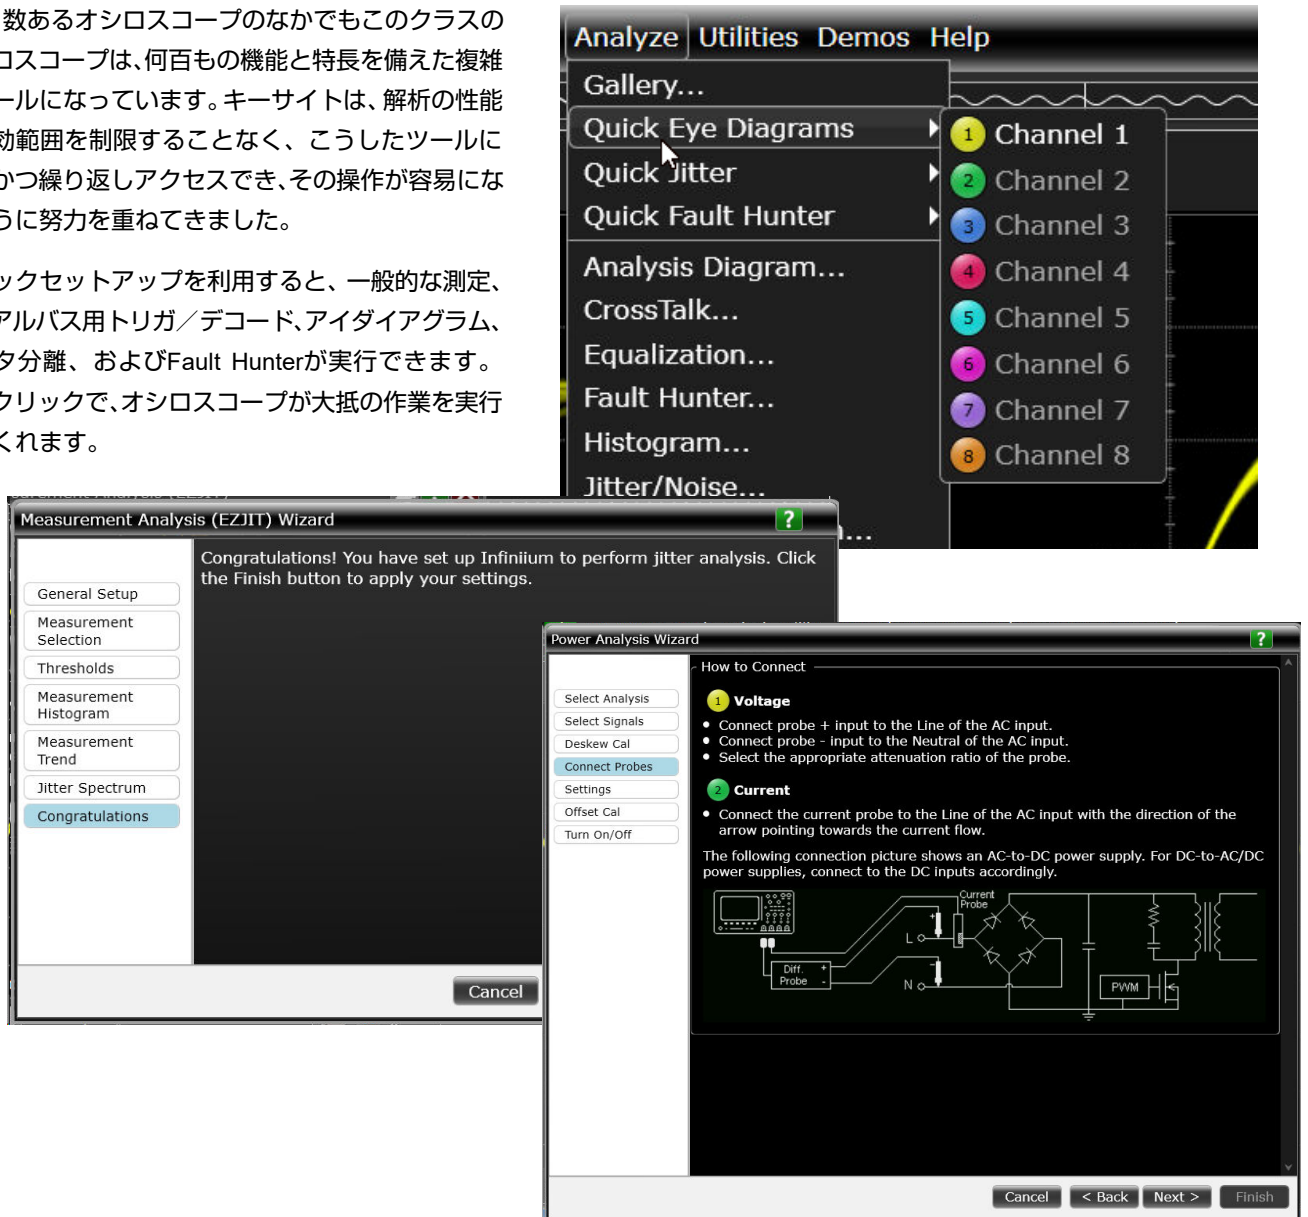 数あるオシロスコープのなかでもこのクラスの
ロスコープは、何百もの機能と特長を備えた複雑
ールになっています。キーサイトは、解析の性能
効範囲を制限することなく、こうしたツールに
かつ繰り返しアクセスでき、その操作が容易にな
うに努力を重ねてきました。
ックセットアップを利用すると、一般的な測定、
アルバス用トリガ／デコード、アイダイアグラム、
タ分離、およびFault Hunterが実行できます。
クリックで、オシロスコープが大抵の作業を実行
くれます。
Analyze Utilities Demos Help
Gallery...
Quick Eye Diagrams
Quick Jitter
Quick Fault Hunter
Analysis Diagram...
CrossTalk...
Equalization...
Fault Hunter...
Histogram...
Jitter/Noise...
1 Channel 1
2 Channel 2
3 Channel 3
4 Channel 4
5 Channel 5
6 Channel 6
7 Channel 7
8 Channel 8
Measurement Analysis (EZJIT) Wizard
?
General Setup
Measurement
Selection
Thresholds
Measurement
Histogram
Measurement
Trend
Jitter Spectrum
Congratulations
Congratulations! You have set up Infiniium to perform jitter analysis. Click
the Finish button to apply your settings.
Cancel
Power Analysis Wizard
?
Select Analysis
Select Signals
Deskew Cal
Connect Probes
Settings
Offset Cal
Turn On/Off
How to Connect
1 Voltage
• Connect probe + input to the Line of the AC input.
• Connect probe - input to the Neutral of the AC input.
• Select the appropriate attenuation ratio of the probe.
2 Current
• Connect the current probe to the Line of the AC input with the direction of the
arrow pointing towards the current flow.
The following connection picture shows an AC-to-DC power supply. For DC-to-AC/DC
power supplies, connect to the DC inputs accordingly.
Current
Probe
+
L
Diff. +
Probe -
-
N
PWM
Cancel < Back Next > Finish